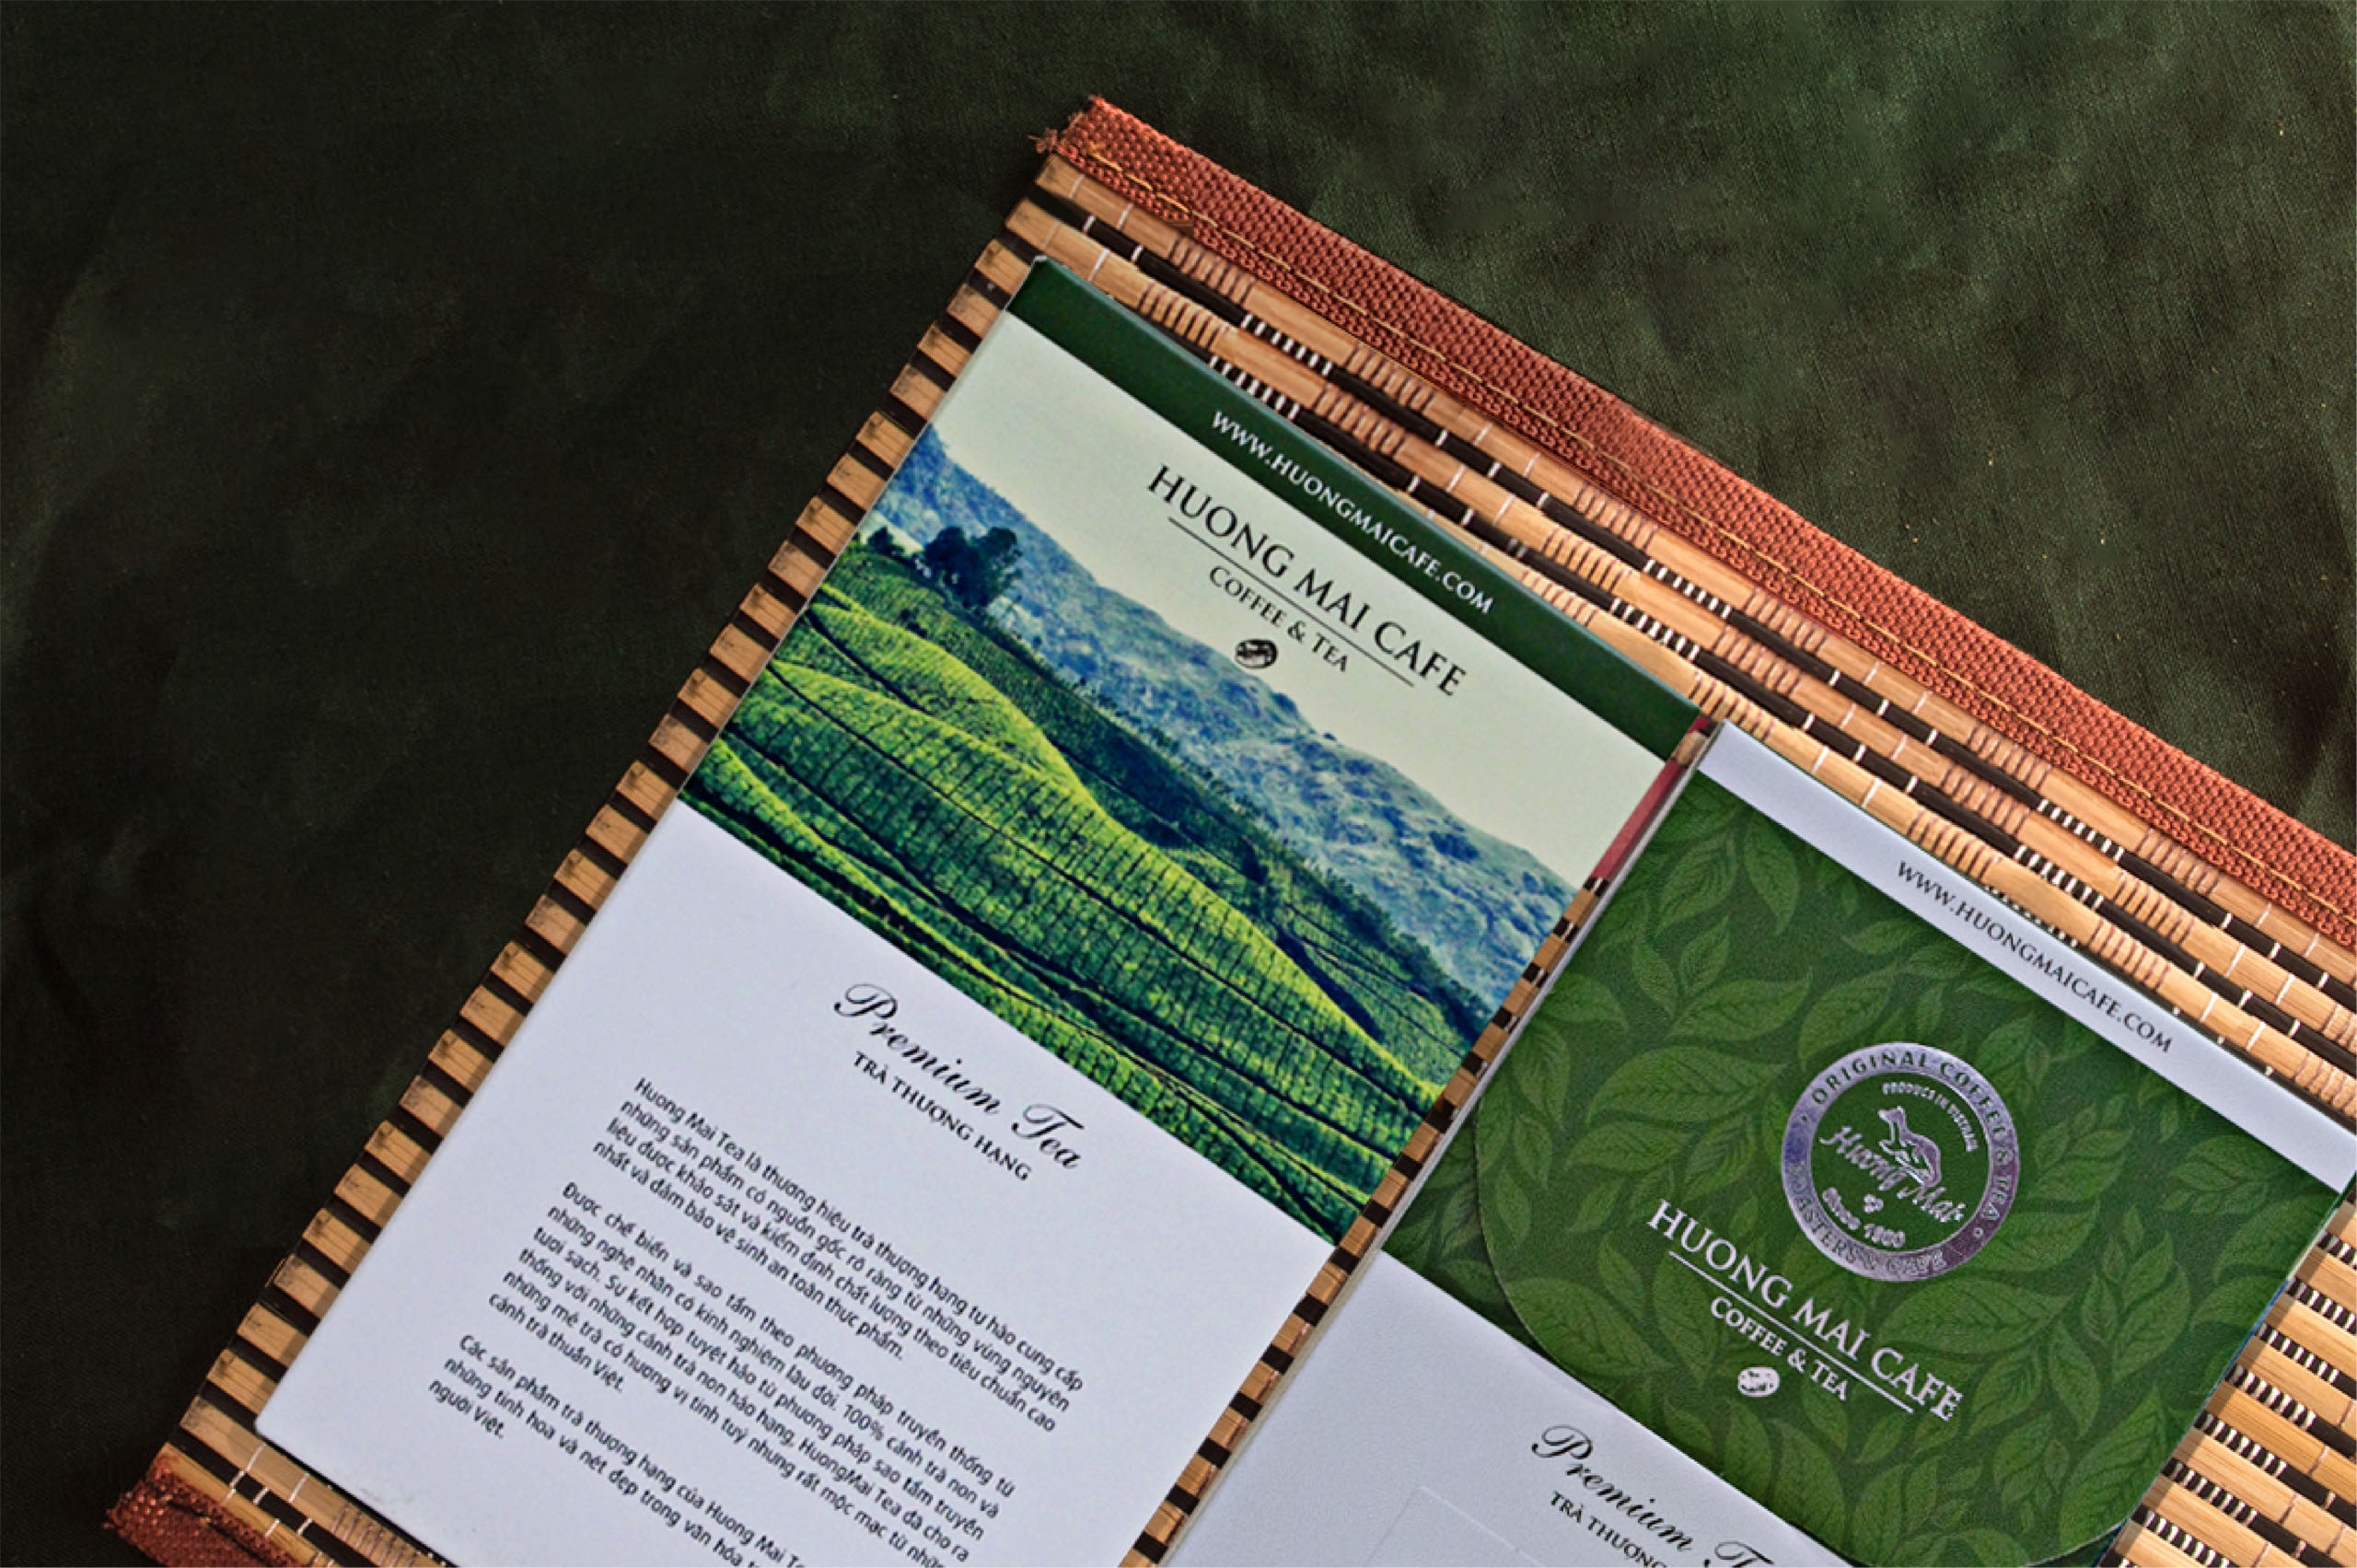 WWW.HUONGMAICAFE.COM
HUONG MAI CAFE
COFFEE & TEA
Premium Tea
TRÀ THƯỢNG HẠNG
Huong Mai Tea là thương hiệu trà thượng hạng tự hào cung cấp
những sản phẩm có nguồn gốc rõ ràng từ những vùng nguyên
liệu được khảo sát và kiểm định chất lượng theo tiêu chuẩn cao
nhất và đảm bảo vệ sinh an toàn thực phẩm.
Được chế biến và sao tẩm theo phương pháp truyền thống từ
những nghệ nhân có kinh nghiệm lâu đời. 100% cánh trà non và
tươi sạch. Sự kết hợp tuyệt hảo từ phương pháp sao tẩm truyền
thống với những cánh trà non hảo hạng, HuongMai Tea đã cho ra
những mẻ trà có hương vị tinh tuý nhưng rất mộc mạc từ
cánh trà thuần Việt.
Các sản phẩm trà thượng hạng của Huong Mai
những tinh hoa và nét đẹp trong văn hóa
người Việt.
WWW.HUONGMAICAFE.COM
ORIGINAL COFFEE & TEA
PRODUCE IN VIETNAM
Huong Mai
Since 1990
ROASTERS & CAFE
HUONG MAI CAFE
COFFEE & TEA
Premium
TRÀ THƯỢNG